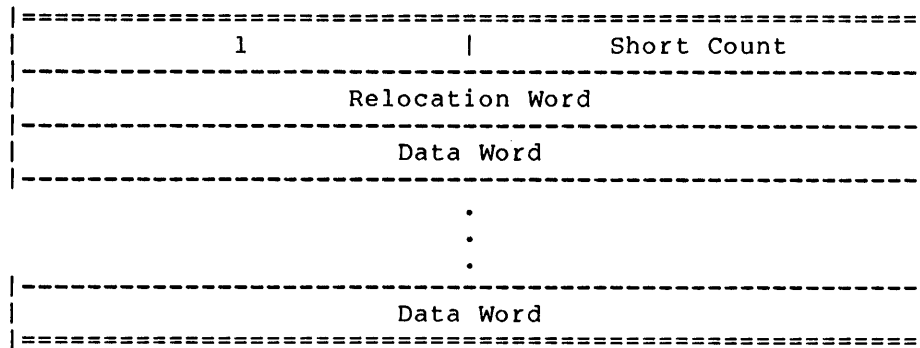 |========================================================
| 1 | Short Count
|--------------------------------------------------------
| Relocation Word
|--------------------------------------------------------
| Data Word
|--------------------------------------------------------
.
.
.
|--------------------------------------------------------
| Data Word
|========================================================